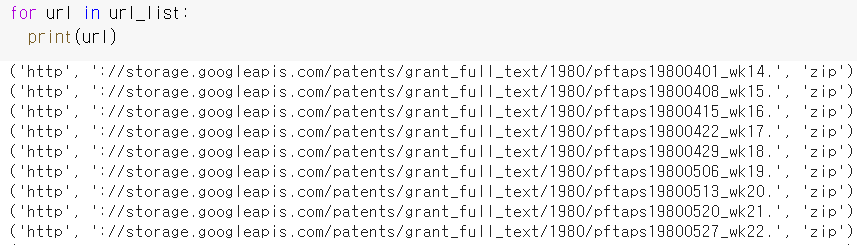 for url in url_list:
  print(url)
('http', '://storage.googleapis.com/patents/grant_full_text/1980/pftaps19800401_wk14.', 'zip')
('http', '://storage.googleapis.com/patents/grant_full_text/1980/pftaps19800408_wk15.', 'zip')
('http', '://storage.googleapis.com/patents/grant_full_text/1980/pftaps19800415_wk16.', 'zip')
('http', '://storage.googleapis.com/patents/grant_full_text/1980/pftaps19800422_wk17.', 'zip')
('http', '://storage.googleapis.com/patents/grant_full_text/1980/pftaps19800429_wk18.', 'zip')
('http', '://storage.googleapis.com/patents/grant_full_text/1980/pftaps19800506_wk19.', 'zip')
('http', '://storage.googleapis.com/patents/grant_full_text/1980/pftaps19800513_wk20.', 'zip')
('http', '://storage.googleapis.com/patents/grant_full_text/1980/pftaps19800520_wk21.', 'zip')
('http', '://storage.googleapis.com/patents/grant_full_text/1980/pftaps19800527_wk22.', 'zip')